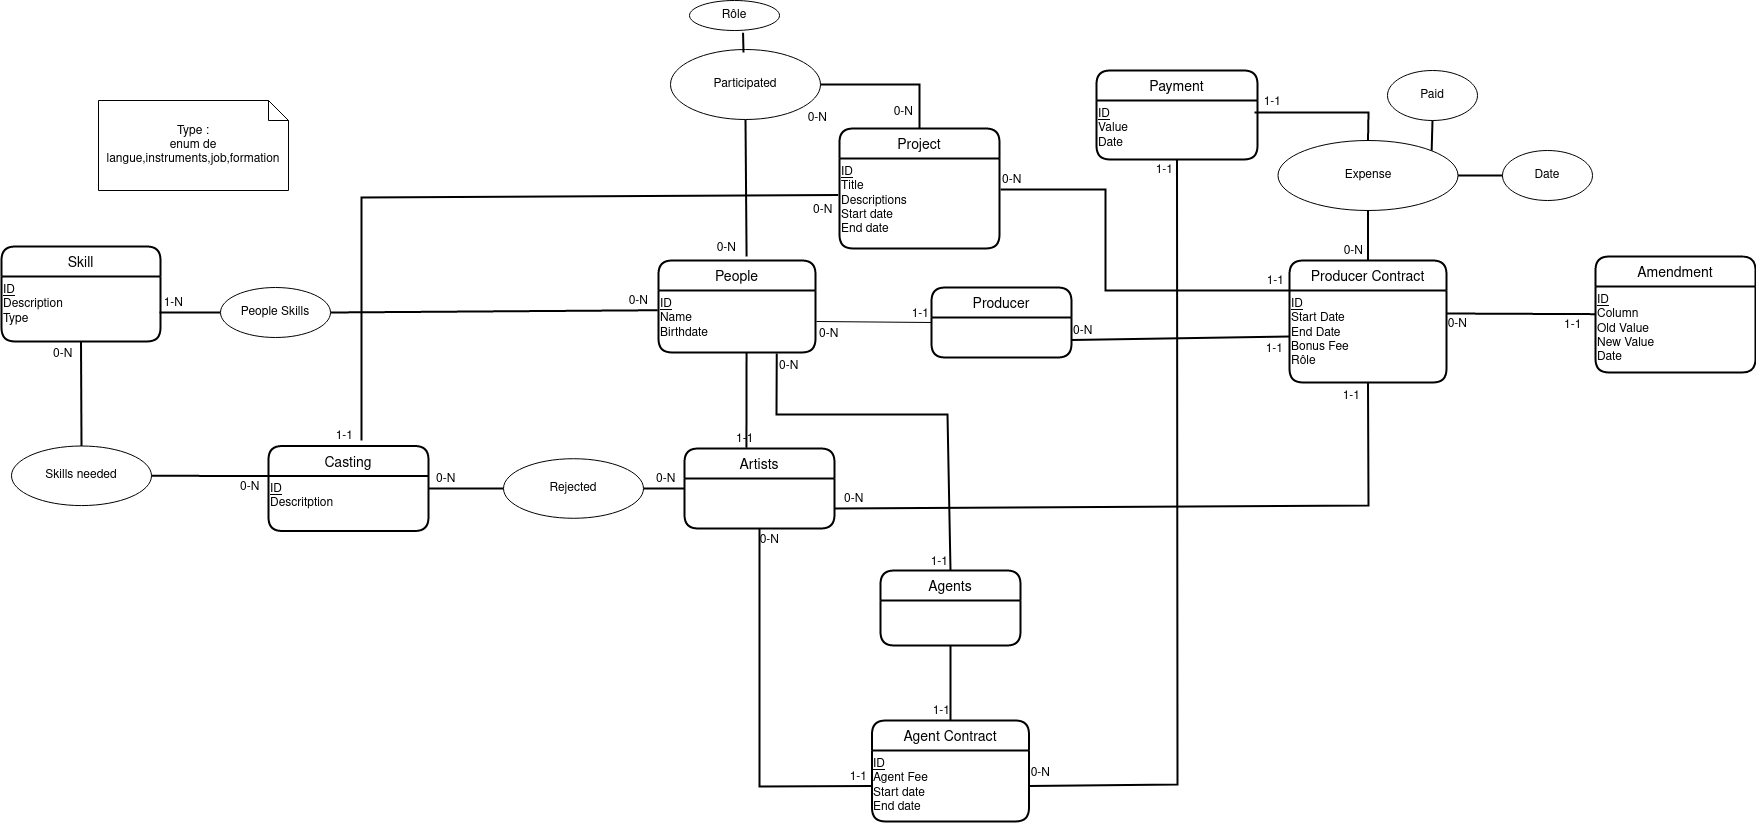 Rôle
Participated
0-N
0-N
Type :
enum de
langue,instruments,job,formation
Project
ID
Title
Descriptions
Start date
End date
0-N
0-N
Payment
ID
Value
Date
1-1
1-1
Paid
Expense
Date
0-N
Skill
ID
Description
Type
1-N
0-N
People Skills
0-N
0-N
People
ID
Name
Birthdate
0-N
0-N
Producer
1-1
0-N
1-1
1-1
Producer Contract
ID
Start Date
End Date
Bonus Fee
Rôle
0-N
1-1
1-1
Amendment
ID
Column
Old Value
New Value
Date
Skills needed
0-N
1-1
Casting
ID
Descritption
0-N
Rejected
0-N
1-1
Artists
0-N
0-N
1-1
Agents
1-1
Agent Contract
ID
Agent Fee
Start date
End date
1-1
0-N